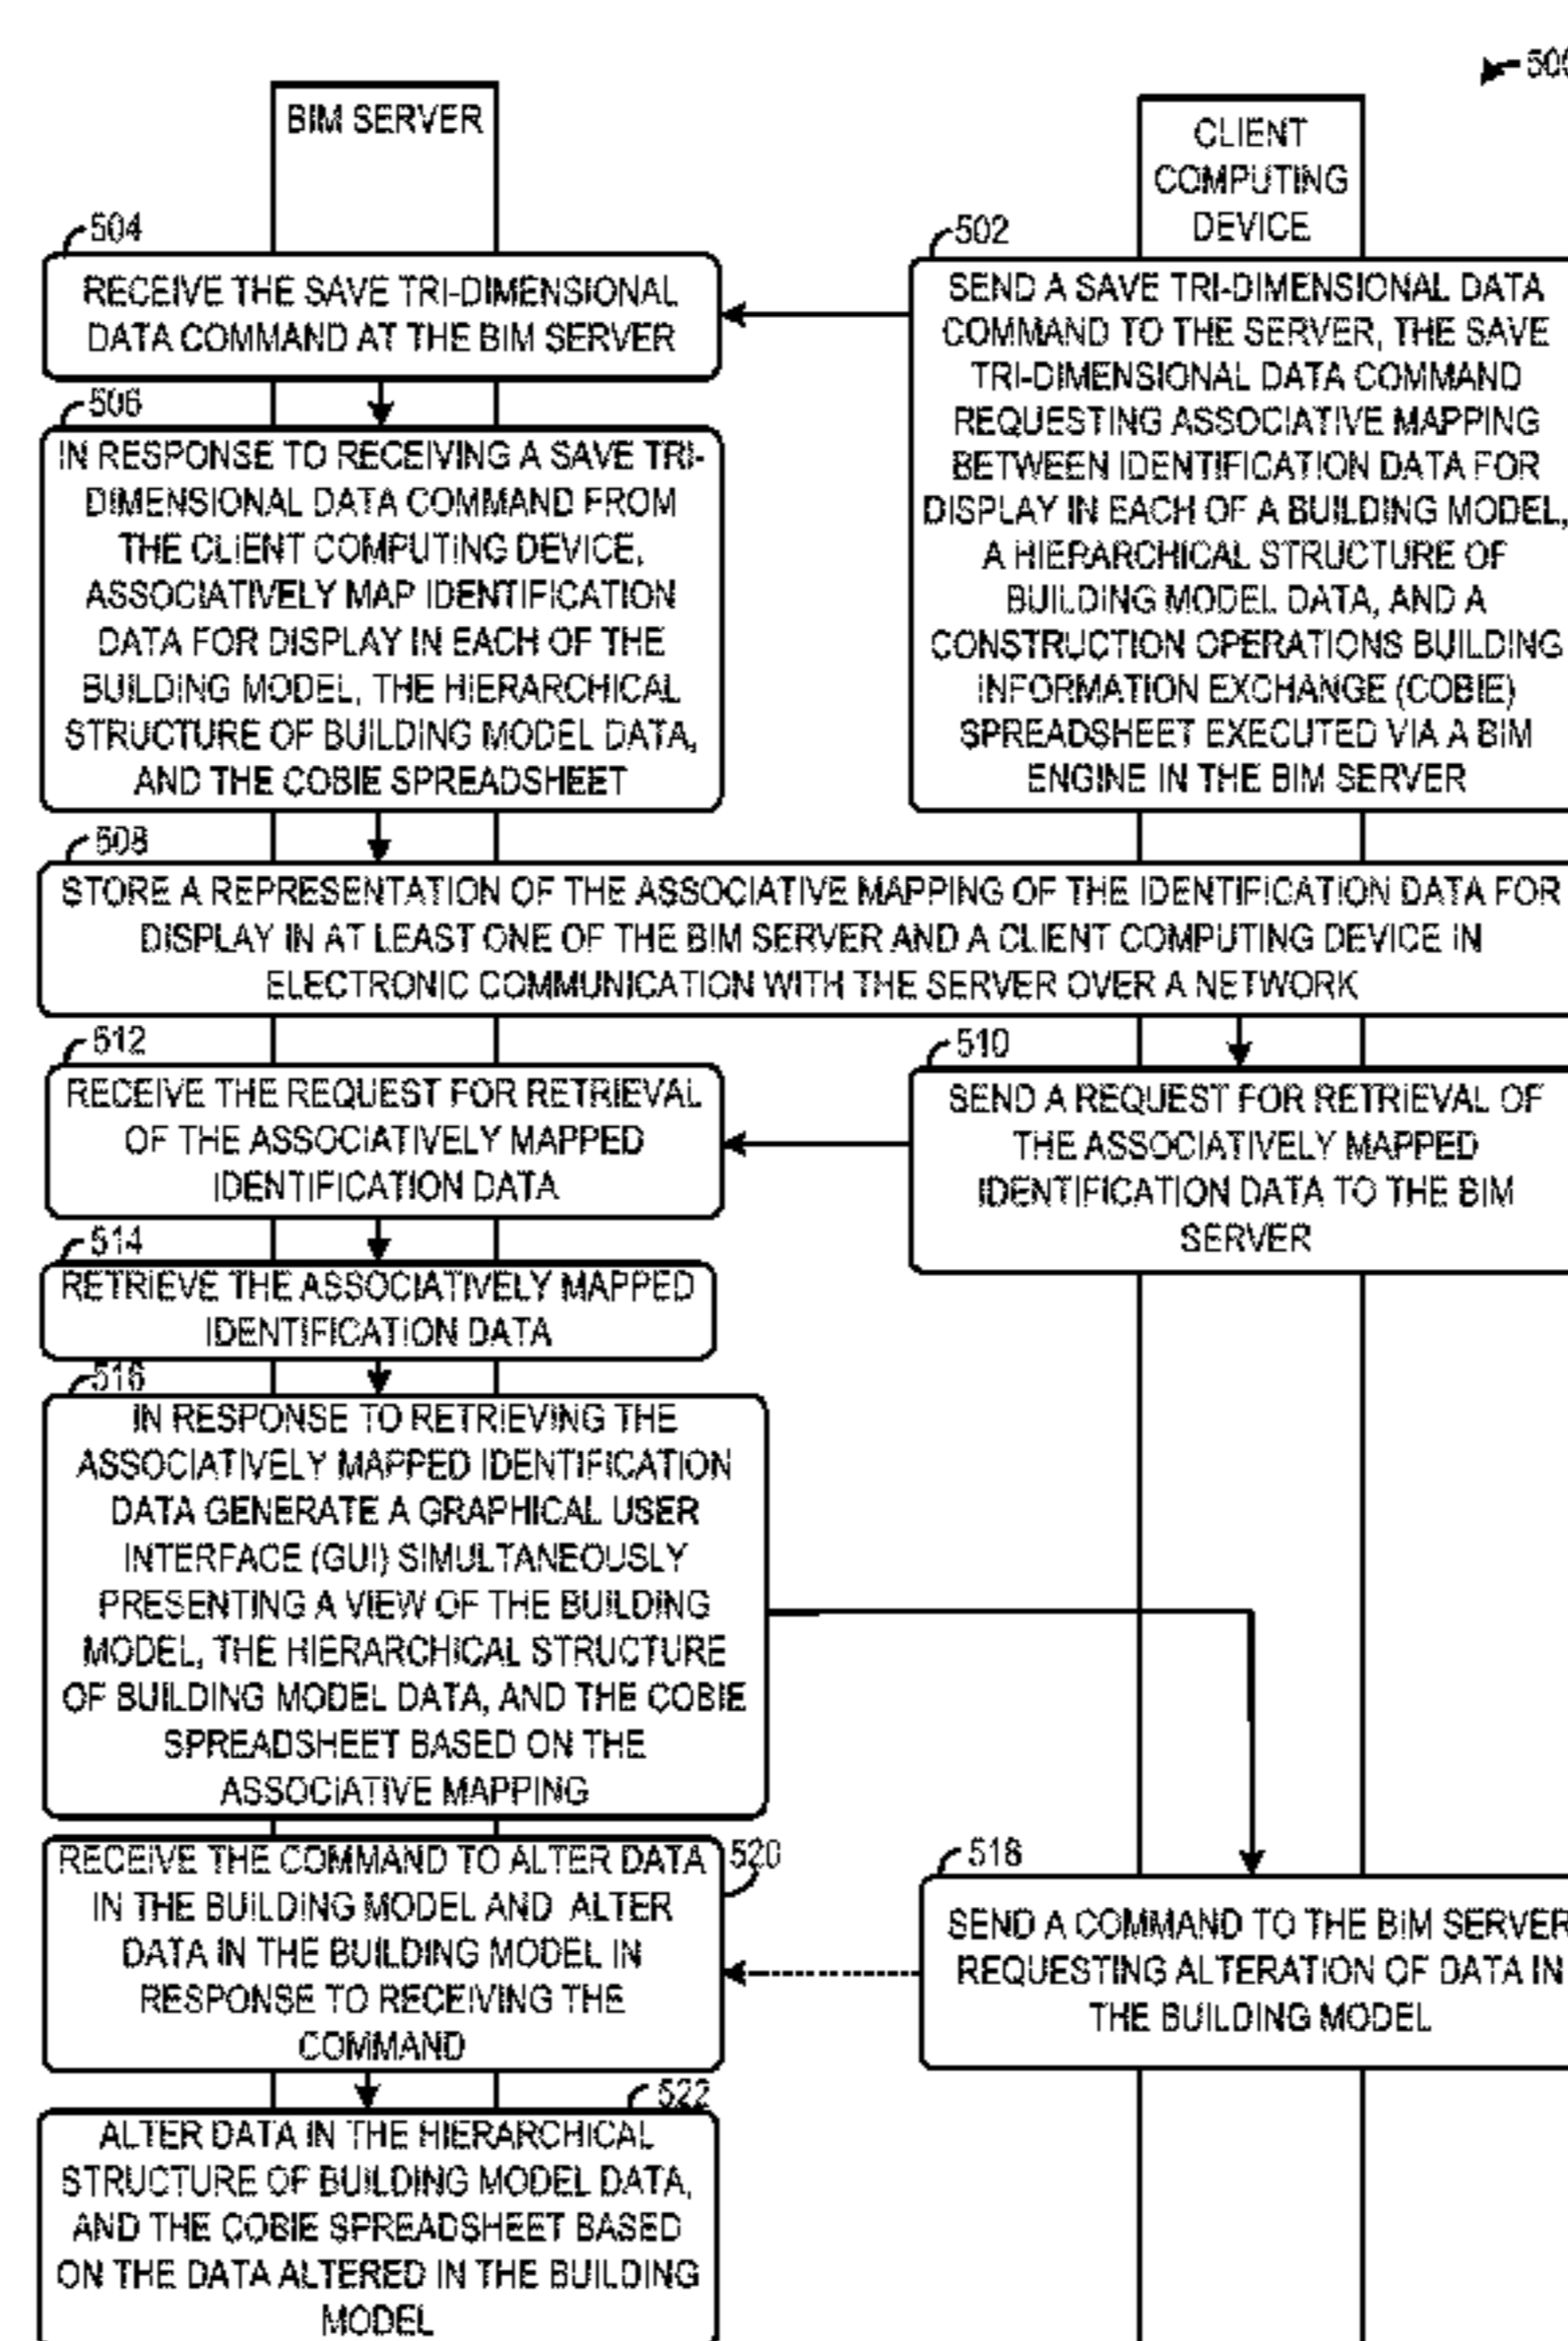 500
BIM SERVER
CLIENT
COMPUTING
DEVICE
504
RECEIVE THE SAVE TRI-DIMENSIONAL
DATA COMMAND AT THE BIM SERVER
502
SEND A SAVE TRI-DIMENSIONAL DATA
COMMAND TO THE SERVER, THE SAVE
TRI-DIMENSIONAL DATA COMMAND
REQUESTING ASSOCIATIVE MAPPING
BETWEEN IDENTIFICATION DATA FOR
DISPLAY IN EACH OF A BUILDING MODEL,
A HIERARCHICAL STRUCTURE OF
BUILDING MODEL DATA, AND A
CONSTRUCTION OPERATIONS BUILDING
INFORMATION EXCHANGE (COBIE)
SPREADSHEET EXECUTED VIA A BIM
ENGINE IN THE BIM SERVER
506
IN RESPONSE TO RECEIVING A SAVE TRI-
DIMENSIONAL DATA COMMAND FROM
THE CLIENT COMPUTING DEVICE,
ASSOCIATIVELY MAP IDENTIFICATION
DATA FOR DISPLAY IN EACH OF THE
BUILDING MODEL, THE HIERARCHICAL
STRUCTURE OF BUILDING MODEL DATA,
AND THE COBIE SPREADSHEET
508
STORE A REPRESENTATION OF THE ASSOCIATIVE MAPPING OF THE IDENTIFICATION DATA FOR
DISPLAY IN AT LEAST ONE OF THE BIM SERVER AND A CLIENT COMPUTING DEVICE IN
ELECTRONIC COMMUNICATION WITH THE SERVER OVER A NETWORK
512
RECEIVE THE REQUEST FOR RETRIEVAL
OF THE ASSOCIATIVELY MAPPED
IDENTIFICATION DATA
510
SEND A REQUEST FOR RETRIEVAL OF
THE ASSOCIATIVELY MAPPED
IDENTIFICATION DATA TO THE BIM
SERVER
514
RETRIEVE THE ASSOCIATIVELY MAPPED
IDENTIFICATION DATA
516
IN RESPONSE TO RETRIEVING THE
ASSOCIATIVELY MAPPED IDENTIFICATION
DATA GENERATE A GRAPHICAL USER
INTERFACE (GUI) SIMULTANEOUSLY
PRESENTING A VIEW OF THE BUILDING
MODEL, THE HIERARCHICAL STRUCTURE
OF BUILDING MODEL DATA, AND THE COBIE
SPREADSHEET BASED ON THE
ASSOCIATIVE MAPPING
520
RECEIVE THE COMMAND TO ALTER DATA
IN THE BUILDING MODEL AND ALTER
DATA IN THE BUILDING MODEL IN
RESPONSE TO RECEIVING THE
COMMAND
518
SEND A COMMAND TO THE BIM SERVER
REQUESTING ALTERATION OF DATA IN
THE BUILDING MODEL
522
ALTER DATA IN THE HIERARCHICAL
STRUCTURE OF BUILDING MODEL DATA,
AND THE COBIE SPREADSHEET BASED
ON THE DATA ALTERED IN THE BUILDING
MODEL